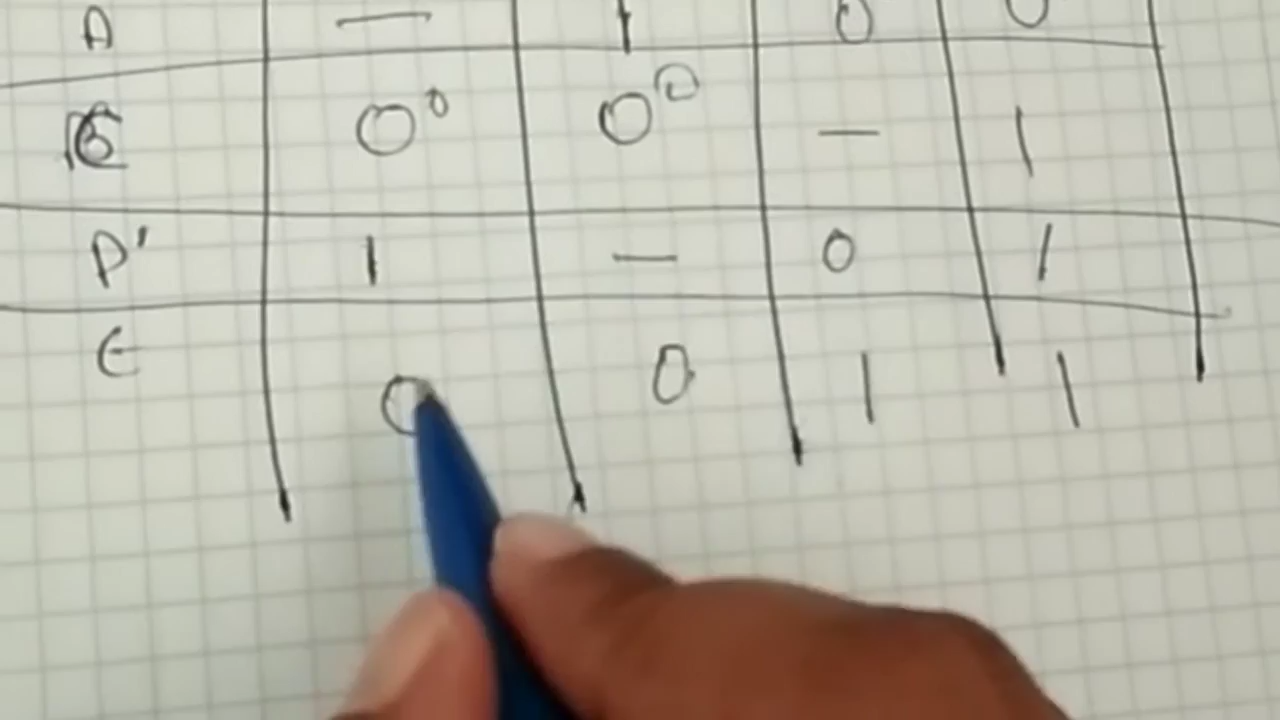 A — 1 0 0
0° 0° — 1
D' 1 — 0 1
E 0 0 1 1